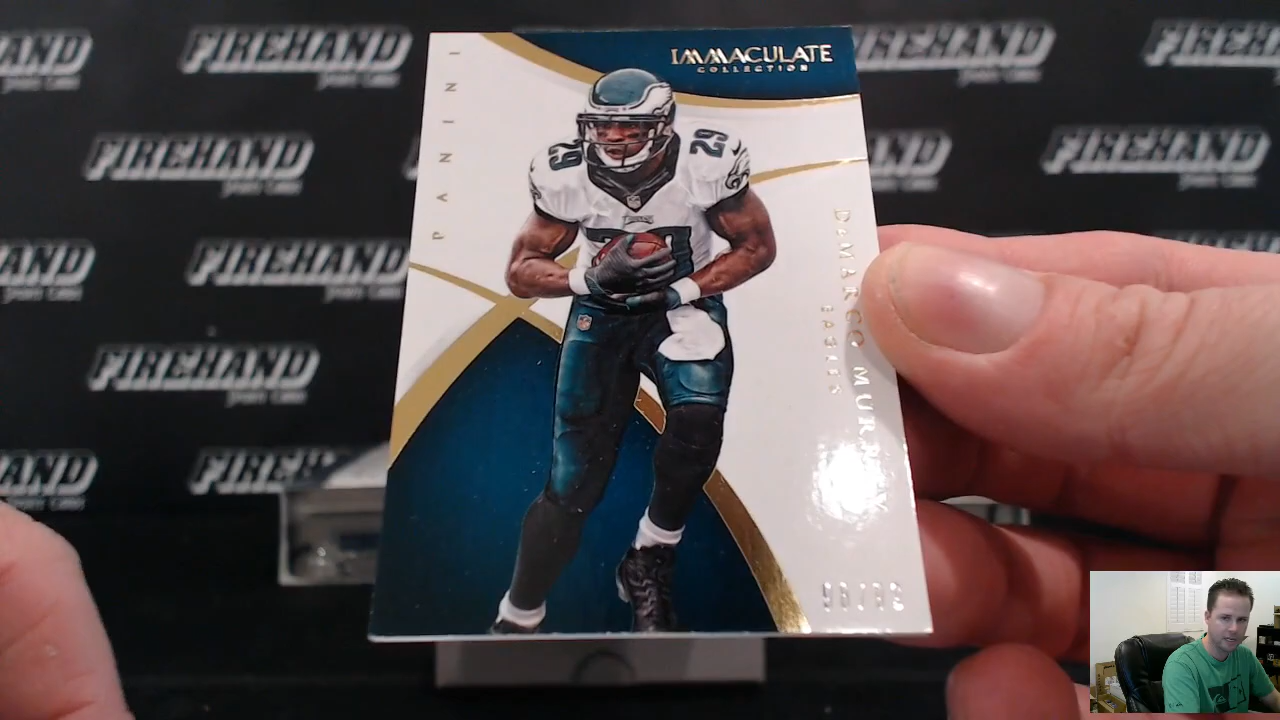 FIREHAND
FIREHAND
FIREHAND
FIREHAND
FIREHAND
FIREHAND
FIREHAND
FIREHAND
FIREHAND
FIREHAND
PANINI
IMMACULATE
COLLECTION
29
29
DeMARCO MURRAY
EAGLES